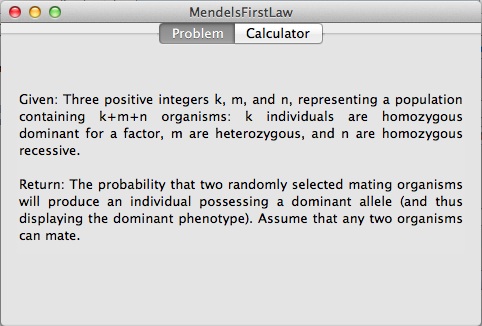 MendelsFirstLaw
Problem Calculator
Given: Three positive integers k, m, and n, representing a population
containing k+m+n organisms: k individuals are homozygous
dominant for a factor, m are heterozygous, and n are homozygous
recessive.
Return: The probability that two randomly selected mating organisms
will produce an individual possessing a dominant allele (and thus
displaying the dominant phenotype). Assume that any two organisms
can mate.